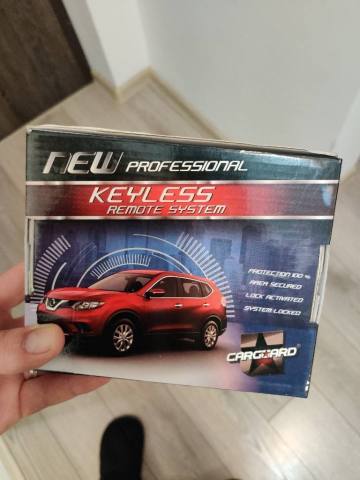 NEW PROFESSIONAL
KEYLESS
REMOTE SYSTEM
PROTECTION 100 %
AREA SECURED
LOCK ACTIVATED
SYSTEM LOCKED
CARGUARD